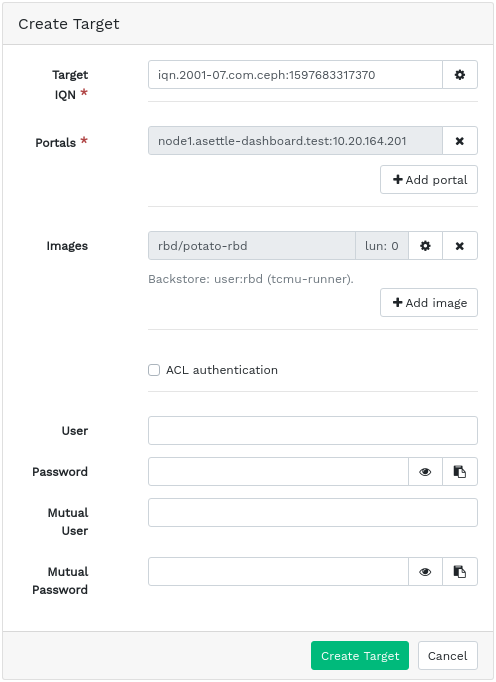 Create Target
Target
IQN *
iqn.2001-07.com.ceph:1597683317370
Portals *
node1.asettle-dashboard.test:10.20.164.201
Add portal
Images
rbd/potato-rbd
lun: 0
Backstore: user:rbd (tcmu-runner).
Add image
ACL authentication
User
Password
Mutual
User
Mutual
Password
Create Target
Cancel